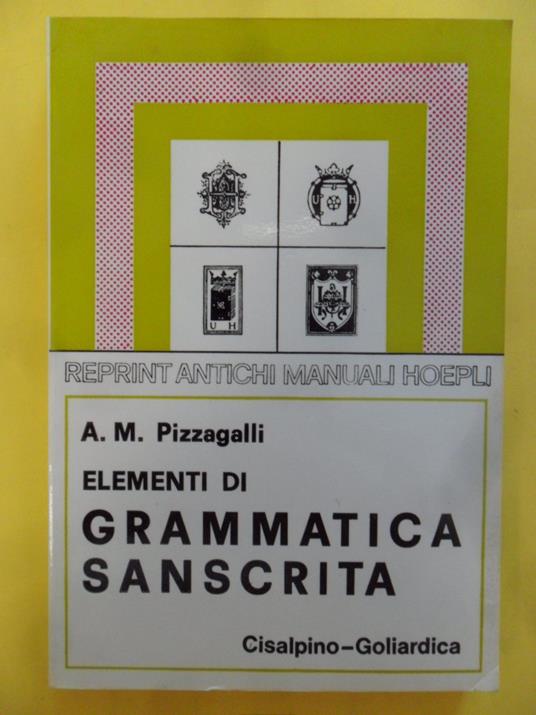 U H
U H
REPRINT ANTICHI MANUALI HOEPLI
A. M. Pizzagalli
ELEMENTI DI
GRAMMATICA
SANSCRITA
Cisalpino-Goliardica